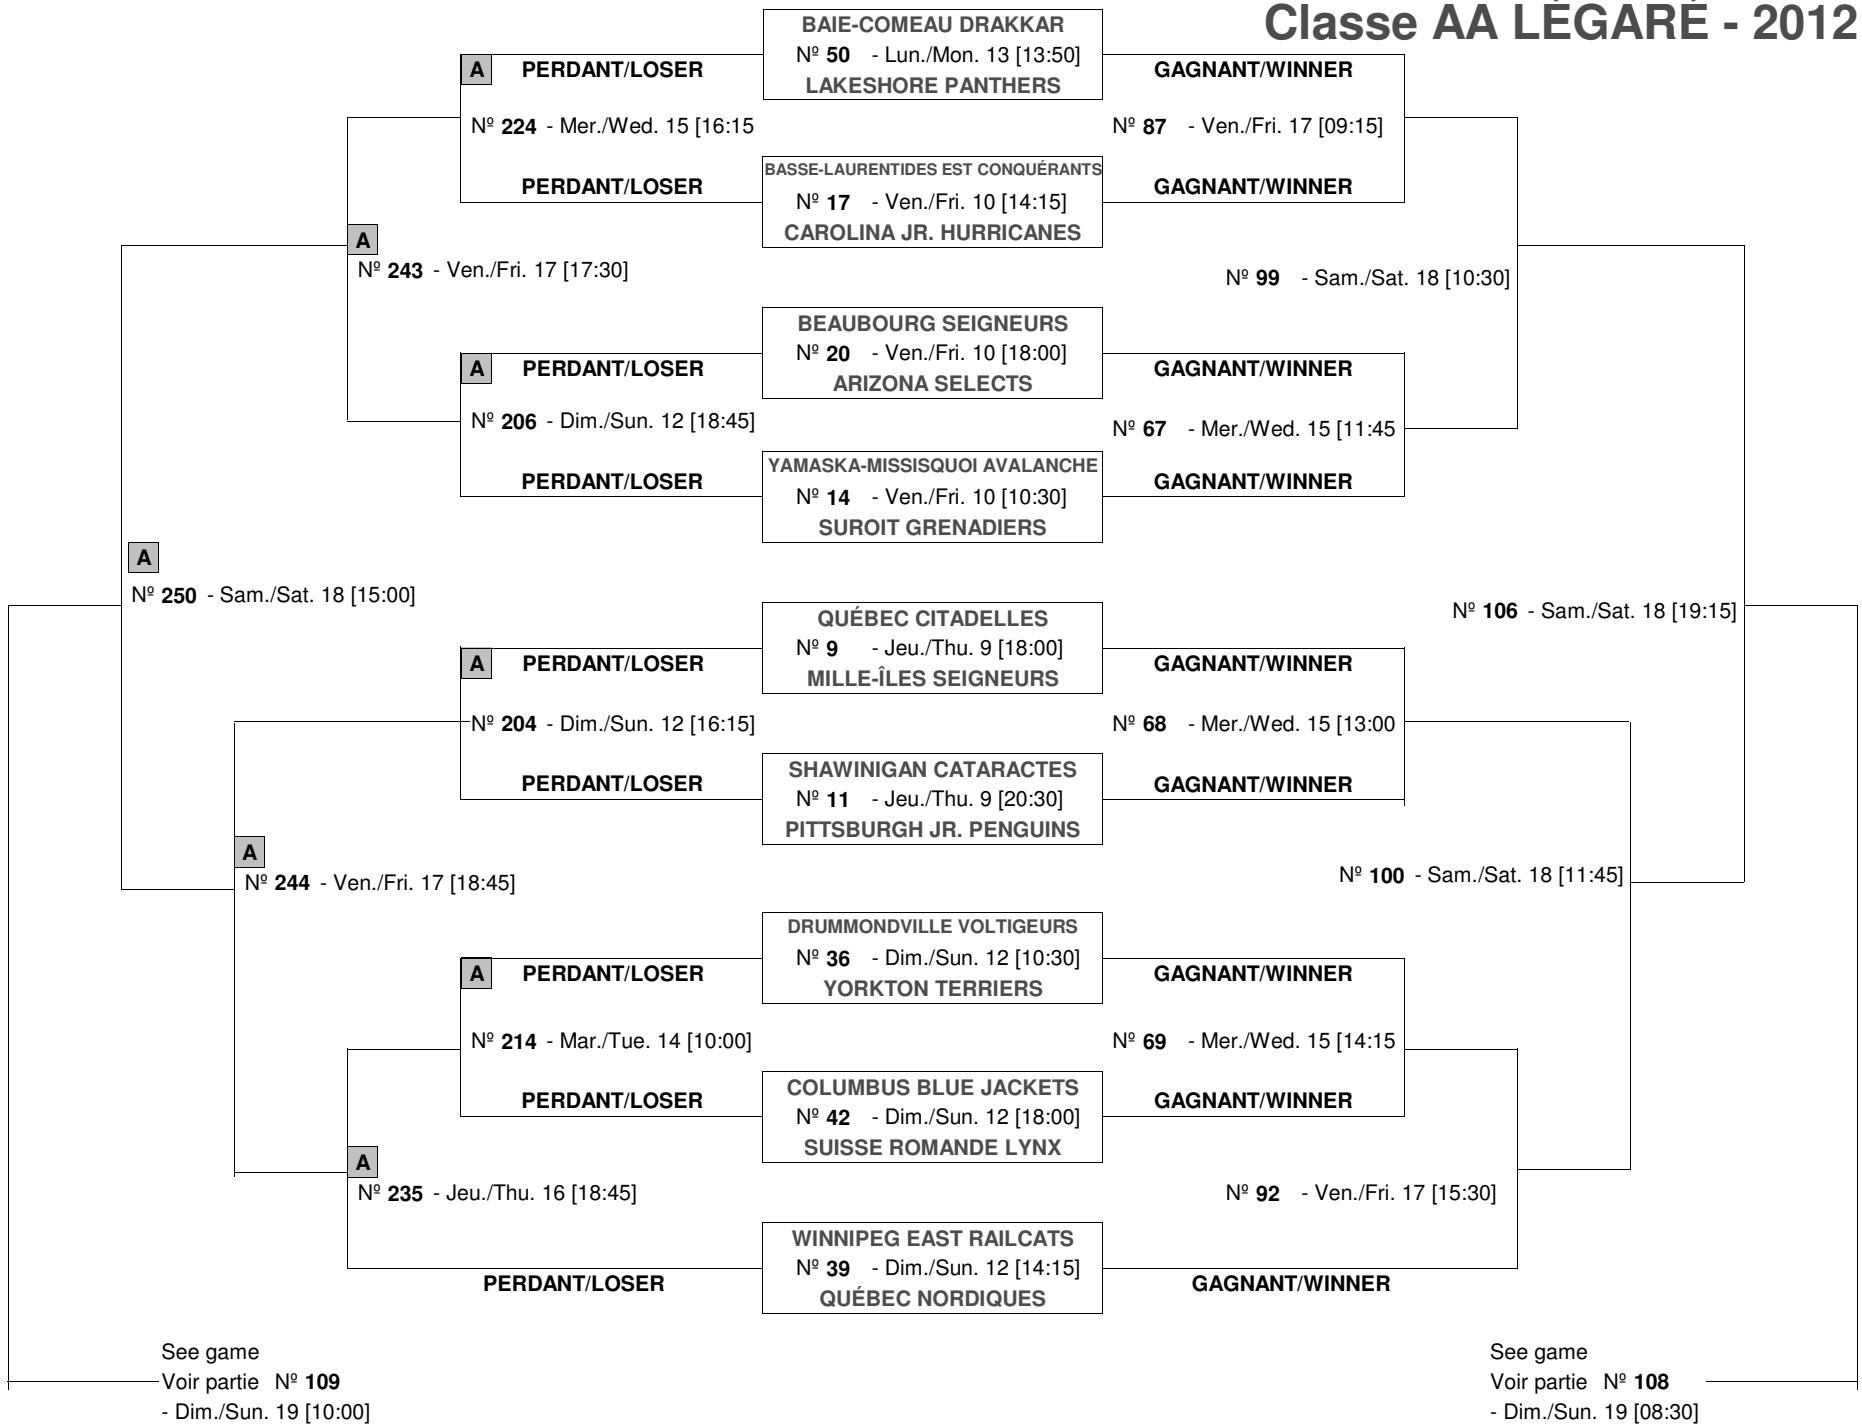 Classe AA LÉGARÉ - 2012
BAIE-COMEAU DRAKKAR
Nº 50 - Lun./Mon. 13 [13:50]
LAKESHORE PANTHERS
A PERDANT/LOSER
GAGNANT/WINNER
Nº 224 - Mer./Wed. 15 [16:15
Nº 87 - Ven./Fri. 17 [09:15]
PERDANT/LOSER
GAGNANT/WINNER
BASSE-LAURENTIDES EST CONQUÉRANTS
Nº 17 - Ven./Fri. 10 [14:15]
CAROLINA JR. HURRICANES
A
Nº 243 - Ven./Fri. 17 [17:30]
Nº 99 - Sam./Sat. 18 [10:30]
BEAUBOURG SEIGNEURS
Nº 20 - Ven./Fri. 10 [18:00]
ARIZONA SELECTS
A PERDANT/LOSER
GAGNANT/WINNER
Nº 206 - Dim./Sun. 12 [18:45]
Nº 67 - Mer./Wed. 15 [11:45
PERDANT/LOSER
GAGNANT/WINNER
YAMASKA-MISSISQUOI AVALANCHE
Nº 14 - Ven./Fri. 10 [10:30]
SUROIT GRENADIERS
A
Nº 250 - Sam./Sat. 18 [15:00]
Nº 106 - Sam./Sat. 18 [19:15]
QUÉBEC CITADELLES
Nº 9 - Jeu./Thu. 9 [18:00]
MILLE-ÎLES SEIGNEURS
A PERDANT/LOSER
GAGNANT/WINNER
Nº 204 - Dim./Sun. 12 [16:15]
Nº 68 - Mer./Wed. 15 [13:00
PERDANT/LOSER
GAGNANT/WINNER
SHAWINIGAN CATARACTES
Nº 11 - Jeu./Thu. 9 [20:30]
PITTSBURGH JR. PENGUINS
A
Nº 244 - Ven./Fri. 17 [18:45]
Nº 100 - Sam./Sat. 18 [11:45]
DRUMMONDVILLE VOLTIGEURS
Nº 36 - Dim./Sun. 12 [10:30]
YORKTON TERRIERS
A PERDANT/LOSER
GAGNANT/WINNER
Nº 214 - Mar./Tue. 14 [10:00]
Nº 69 - Mer./Wed. 15 [14:15
PERDANT/LOSER
GAGNANT/WINNER
COLUMBUS BLUE JACKETS
Nº 42 - Dim./Sun. 12 [18:00]
SUISSE ROMANDE LYNX
A
Nº 235 - Jeu./Thu. 16 [18:45]
Nº 92 - Ven./Fri. 17 [15:30]
WINNIPEG EAST RAILCATS
Nº 39 - Dim./Sun. 12 [14:15]
QUÉBEC NORDIQUES
PERDANT/LOSER
GAGNANT/WINNER
See game
Voir partie Nº 109
- Dim./Sun. 19 [10:00]
See game
Voir partie Nº 108
- Dim./Sun. 19 [08:30]